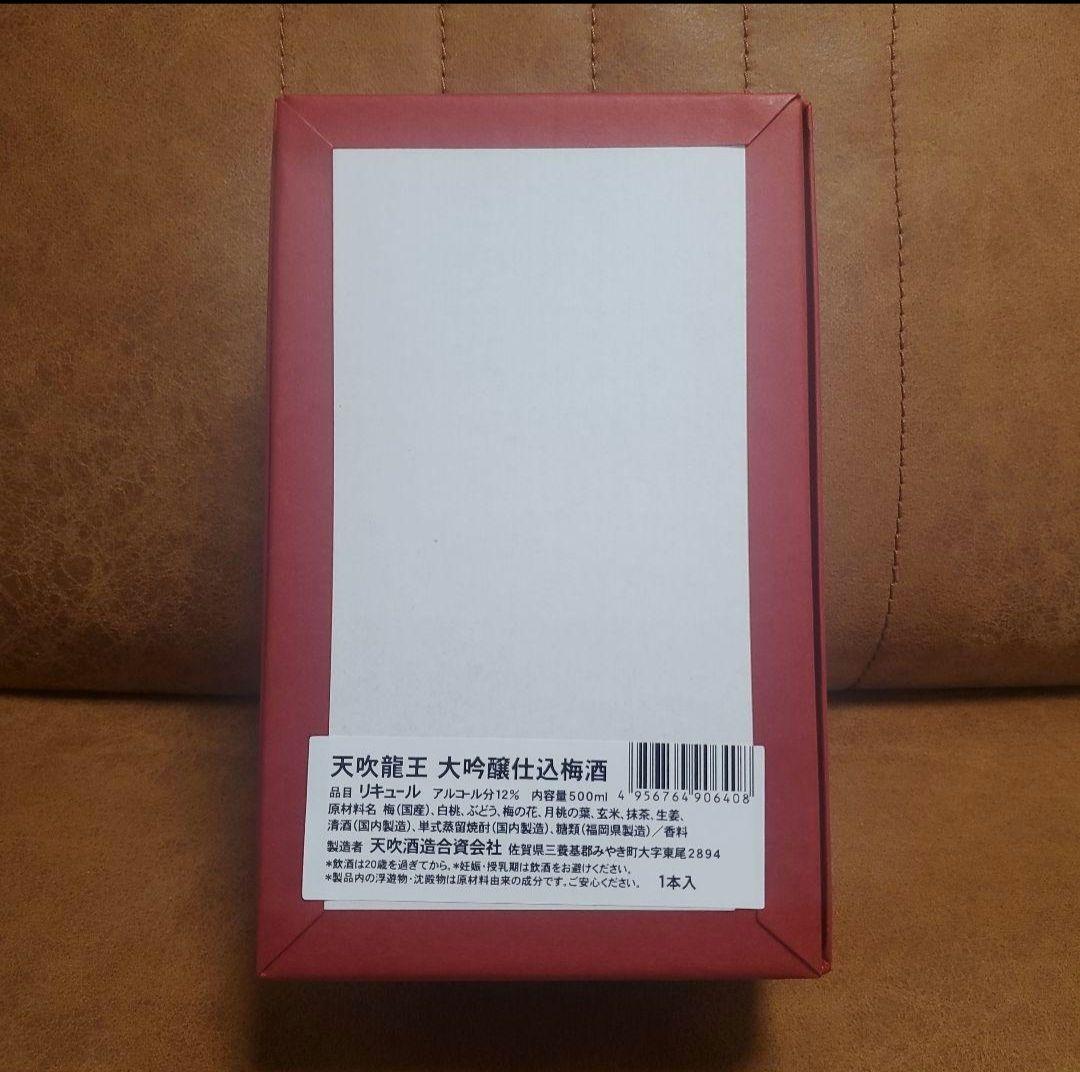 天吹龍王 大吟醸仕込梅酒
品目 リキュール アルコール分12% 内容量500ml
4 956764 906408
原材料名 梅(国産)、白桃、ぶどう、梅の花、月桃の葉、玄米、抹茶、生姜、
清酒(国内製造)、単式蒸留焼酎(国内製造)、糖類(福岡県製造)/香料
製造者 天吹酒造合資会社 佐賀県三養基郡みやき町大字東尾2894
*飲酒は20歳を過ぎてから。*妊娠・授乳期は飲酒をお避けください。
*製品内の浮遊物・沈殿物は原材料由来の成分です。ご安心ください。 1本入